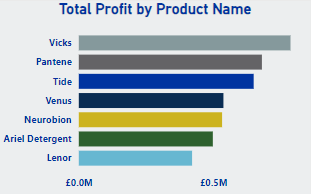 Total Profit by Product Name
Vicks
Pantene
Tide
Venus
Neurobion
Ariel Detergent
Lenor
£0.0M £0.5M